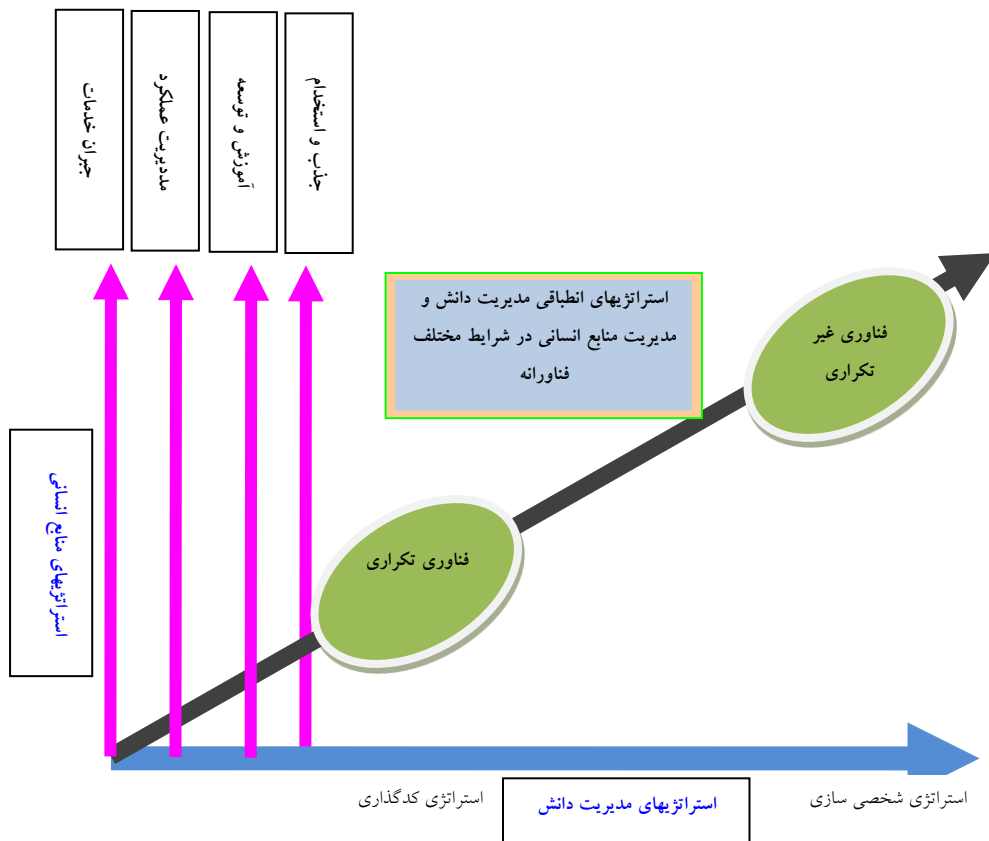 جبران خدمات
مددیریت عملکرد
آموزش و توسعه
جذب و استخدام
استراتژیهای انطباقی مدیریت دانش و
مدیریت منابع انسانی در شرایط مختلف
فناورانه
فناوری غیر
تکراری
استراتژیهای منابع انسانی
فناوری تکراری
استراتژی کدگذاری
استراتژیهای مدیریت دانش
استراتژی شخصی سازی